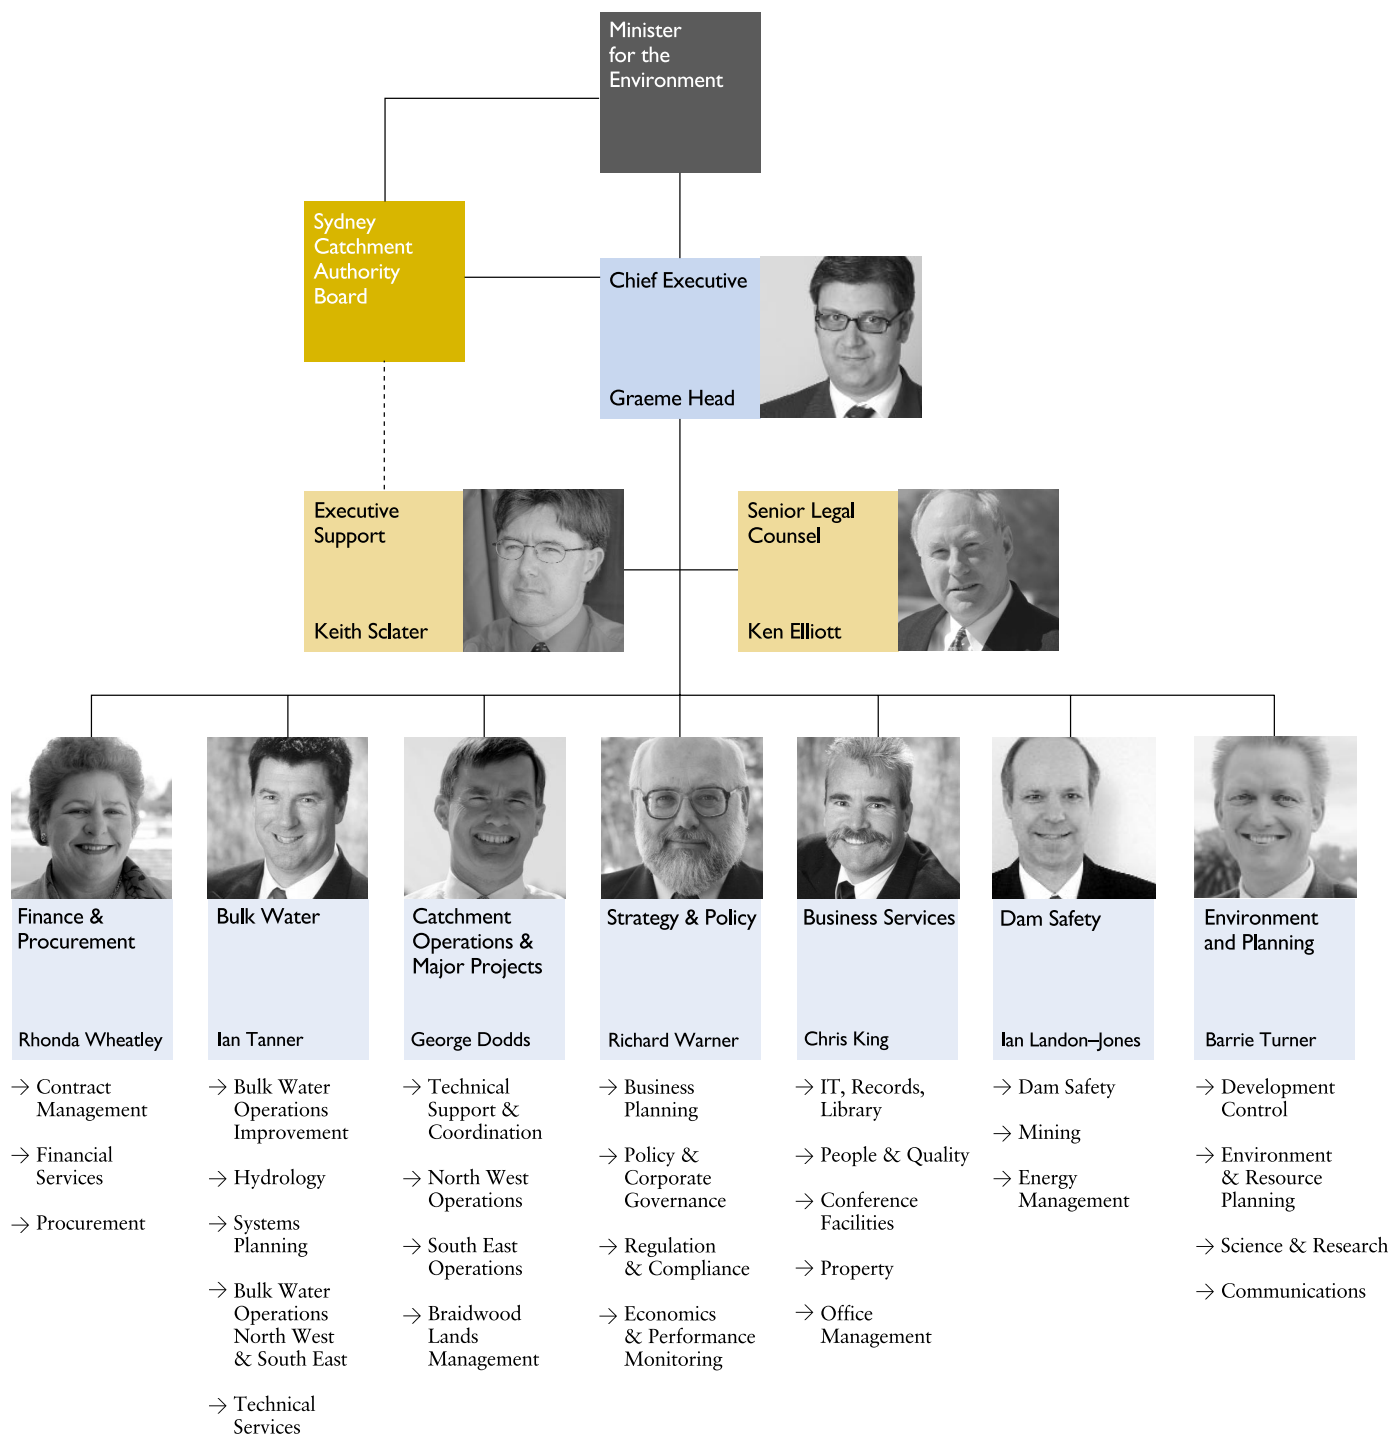 Minister
for the
Environment
Sydney
Catchment
Authority
Board
Chief Executive
Graeme Head
Executive
Support
Keith Sclater
Senior Legal
Counsel
Ken Elliott
Finance &
Procurement
Rhonda Wheatley
→ Contract
Management
→ Financial
Services
→ Procurement
Bulk Water
Ian Tanner
→ Bulk Water
Operations
Improvement
→ Hydrology
→ Systems
Planning
→ Bulk Water
Operations
North West
& South East
→ Technical
Services
Catchment
Operations &
Major Projects
George Dodds
→ Technical
Support &
Coordination
→ North West
Operations
→ South East
Operations
→ Braidwood
Lands
Management
Strategy & Policy
Richard Warner
→ Business
Planning
→ Policy &
Corporate
Governance
→ Regulation
& Compliance
→ Economics
& Performance
Monitoring
Business Services
Chris King
→ IT, Records,
Library
→ People & Quality
→ Conference
Facilities
→ Property
→ Office
Management
Dam Safety
Ian Landon–Jones
→ Dam Safety
→ Mining
→ Energy
Management
Environment
and Planning
Barrie Turner
→ Development
Control
→ Environment
& Resource
Planning
→ Science & Research
→ Communications